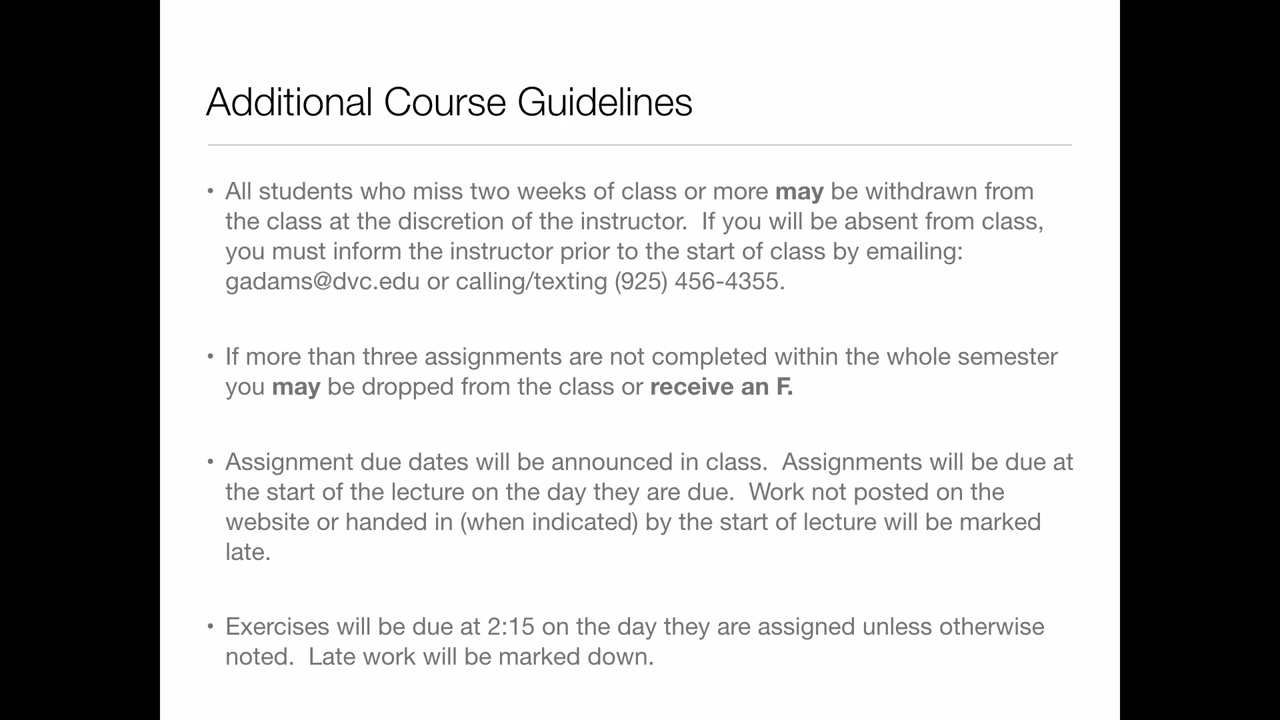 Additional Course Guidelines
• All students who miss two weeks of class or more may be withdrawn from
the class at the discretion of the instructor.  If you will be absent from class,
you must inform the instructor prior to the start of class by emailing:
gadams@dvc.edu or calling/texting (925) 456-4355.
• If more than three assignments are not completed within the whole semester
you may be dropped from the class or receive an F.
• Assignment due dates will be announced in class.  Assignments will be due at
the start of the lecture on the day they are due.  Work not posted on the
website or handed in (when indicated) by the start of lecture will be marked
late.
• Exercises will be due at 2:15 on the day they are assigned unless otherwise
noted.  Late work will be marked down.